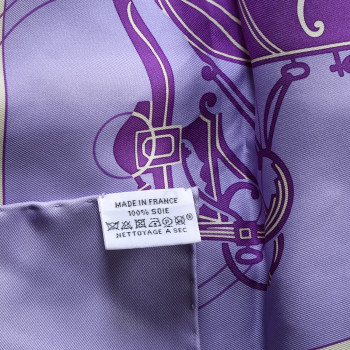 MADE IN FRANCE
100% SOIE
NETTOYAGE A SEC